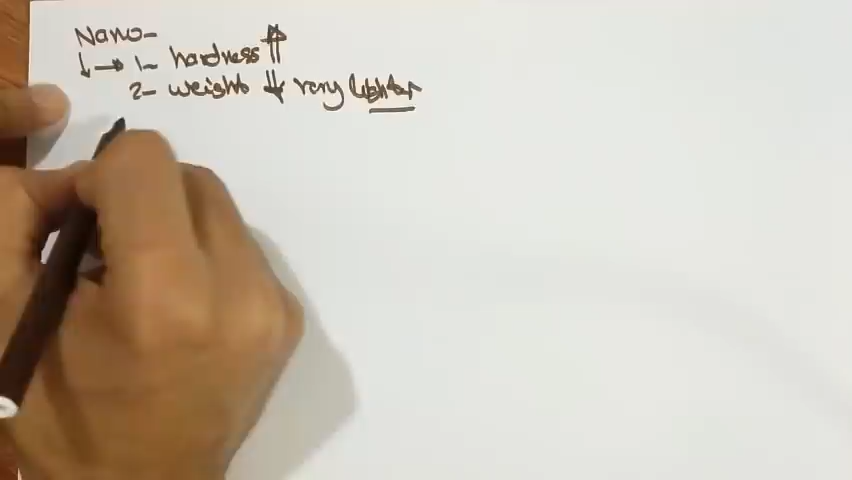 Nano-
↓→ 1- hardness ⇑
2- weight ⇓ very lighter